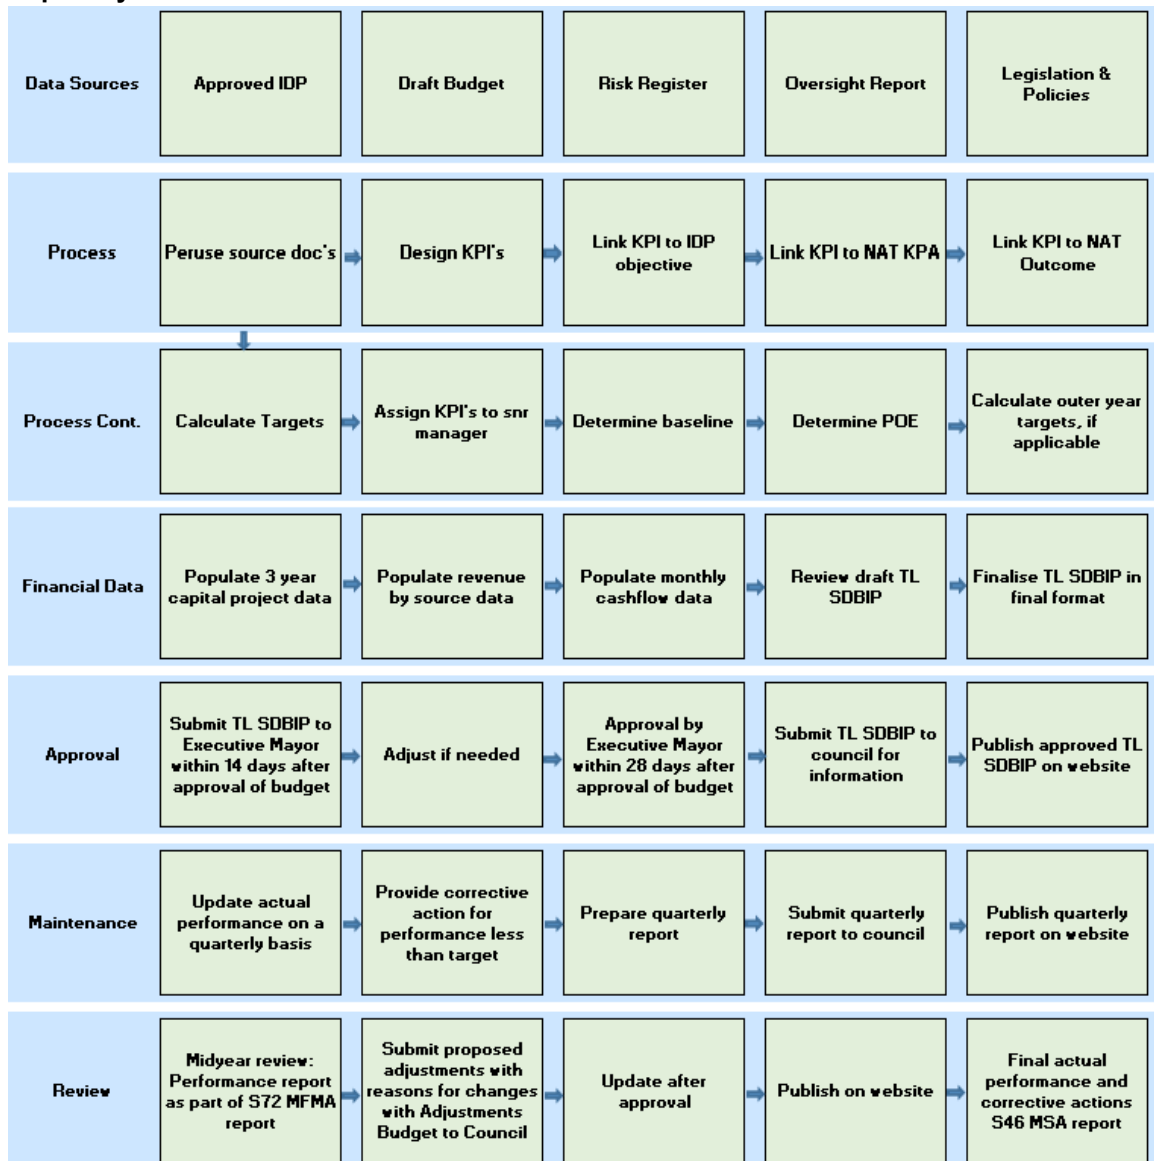 Data Sources
Approved IDP
Draft Budget
Risk Register
Oversight Report
Legislation &
Policies
Process
Peruse source doc's
Design KPI's
Link KPI to IDP
objective
Link KPI to NAT KPA
Link KPI to NAT
Outcome
Process Cont.
Calculate Targets
Assign KPI's to snr
manager
Determine baseline
Determine POE
Calculate outer year
targets, if
applicable
Financial Data
Populate 3 year
capital project data
Populate revenue
by source data
Populate monthly
cashflow data
Review draft TL
SDBIP
Finalise TL SDBIP in
final format
Approval
Submit TL SDBIP to
Executive Mayor
within 14 days after
approval of budget
Adjust if needed
Approval by
Executive Mayor
within 28 days after
approval of budget
Submit TL SDBIP to
council for
information
Publish approved TL
SDBIP on website
Maintenance
Update actual
performance on a
quarterly basis
Provide corrective
action for
performance less
than target
Prepare quarterly
report
Submit quarterly
report to council
Publish quarterly
report on website
Review
Midyear review:
Performance report
as part of S72 MFMA
report
Submit proposed
adjustments with
reasons for changes
with Adjustments
Budget to Council
Update after
approval
Publish on website
Final actual
performance and
corrective actions
S46 MSA report